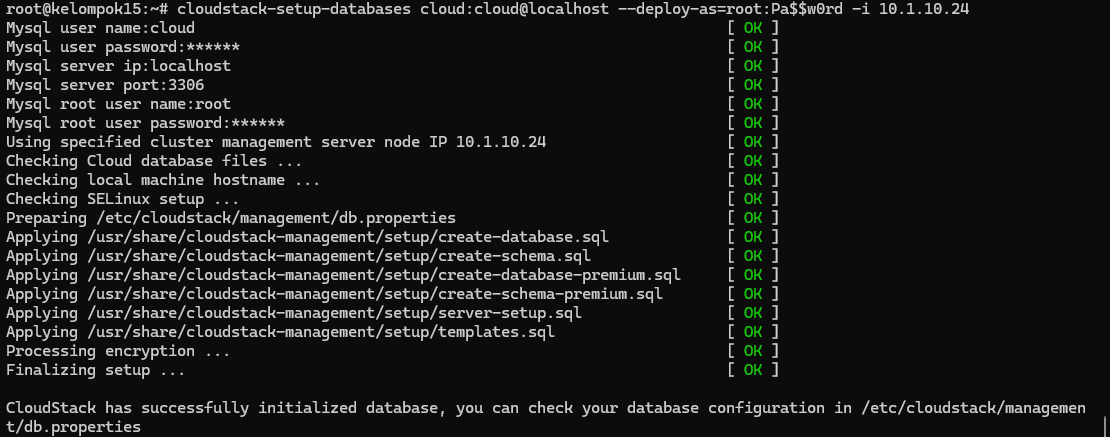 root@kelompok15:~# cloudstack-setup-databases cloud:cloud@localhost --deploy-as=root:Pa$$w0rd -i 10.1.10.24
Mysql user name:cloud [ OK ]
Mysql user password:****** [ OK ]
Mysql server ip:localhost [ OK ]
Mysql server port:3306 [ OK ]
Mysql root user name:root [ OK ]
Mysql root user password:****** [ OK ]
Using specified cluster management server node IP 10.1.10.24 [ OK ]
Checking Cloud database files ... [ OK ]
Checking local machine hostname ... [ OK ]
Checking SELinux setup ... [ OK ]
Preparing /etc/cloudstack/management/db.properties [ OK ]
Applying /usr/share/cloudstack-management/setup/create-database.sql [ OK ]
Applying /usr/share/cloudstack-management/setup/create-schema.sql [ OK ]
Applying /usr/share/cloudstack-management/setup/create-database-premium.sql [ OK ]
Applying /usr/share/cloudstack-management/setup/create-schema-premium.sql [ OK ]
Applying /usr/share/cloudstack-management/setup/server-setup.sql [ OK ]
Applying /usr/share/cloudstack-management/setup/templates.sql [ OK ]
Processing encryption ... [ OK ]
Finalizing setup ... [ OK ]
CloudStack has successfully initialized database, you can check your database configuration in /etc/cloudstack/managemen
t/db.properties